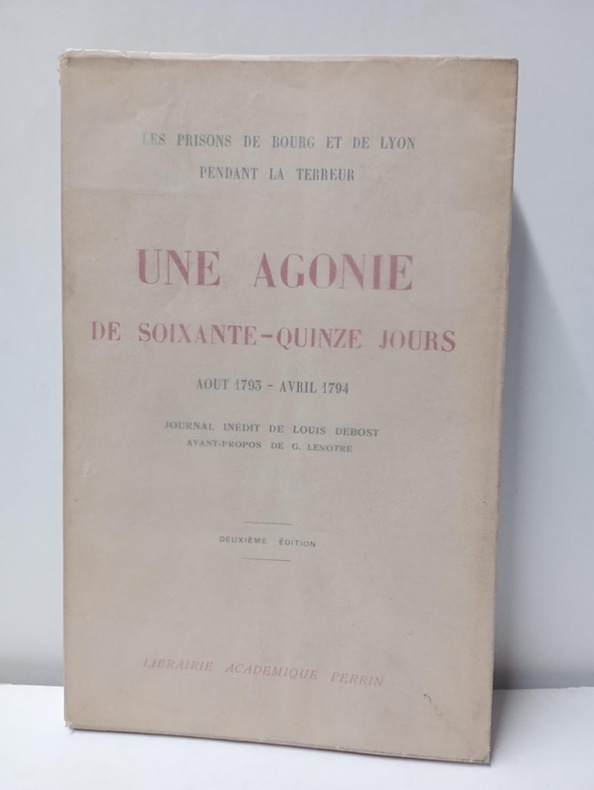 LES PRISONS DE BOURG ET DE LYON
PENDANT LA TERREUR
UNE AGONIE
DE SOIXANTE-QUINZE JOURS
AOUT 1793 - AVRIL 1794
JOURNAL INÉDIT DE LOUIS DEBOST
AVANT-PROPOS DE G. LENOTRE
DEUXIÈME ÉDITION
LIBRAIRIE ACADEMIQUE PERRIN